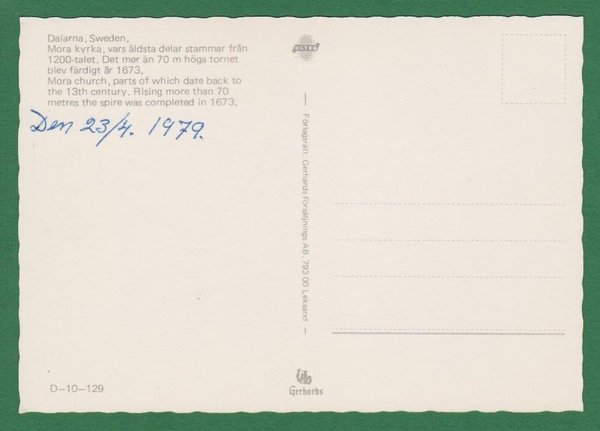 Dalarna, Sweden.
Mora kyrka, vars äldsta delar stammar från
1200-talet. Det mer än 70 m höga tornet
blev färdigt år 1673.
Mora church, parts of which date back to
the 13th century. Rising more than 70
metres the spire was completed in 1673.
Den 23/4. 1979.
ULTRA
— Förlagsrätt Gerhards Försäljnings AB, 793 00 Leksand —
D—10—129
Gerhards